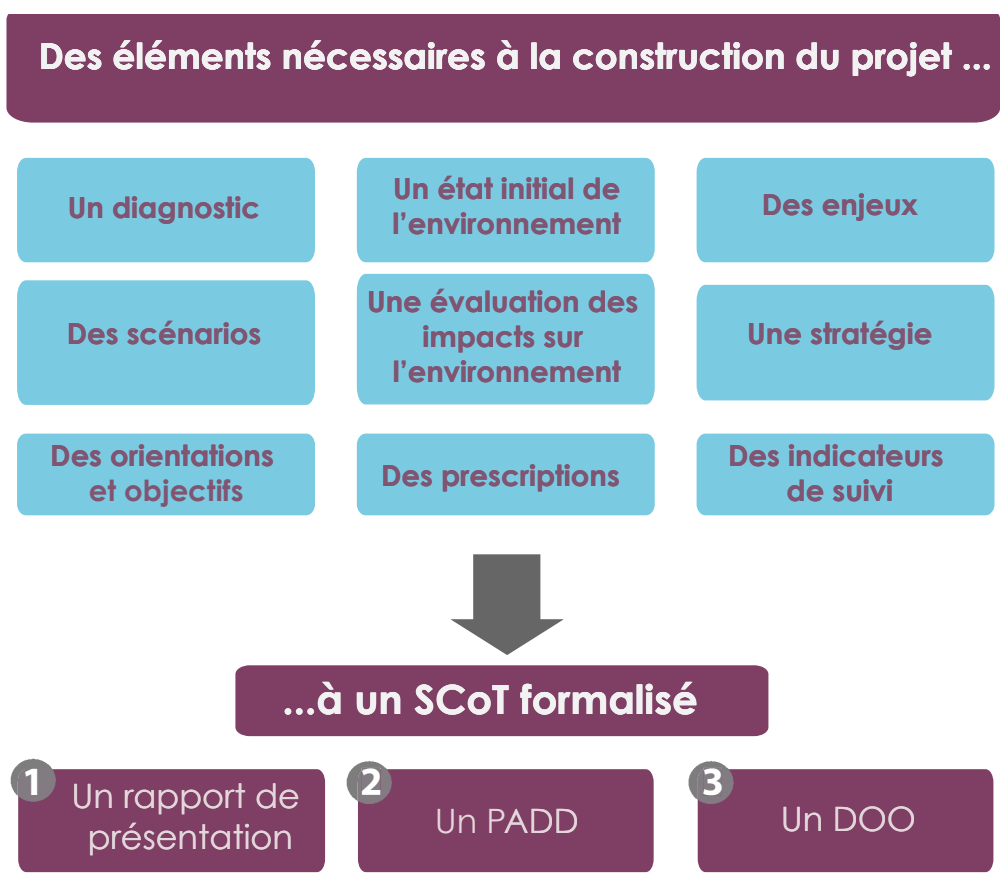 Des éléments nécessaires à la construction du projet ...
Un diagnostic
Un état initial de
l’environnement
Des enjeux
Des scénarios
Une évaluation des
impacts sur
l’environnement
Une stratégie
Des orientations
et objectifs
Des prescriptions
Des indicateurs
de suivi
...à un SCoT formalisé
1
Un rapport de
présentation
2
Un PADD
3
Un DOO